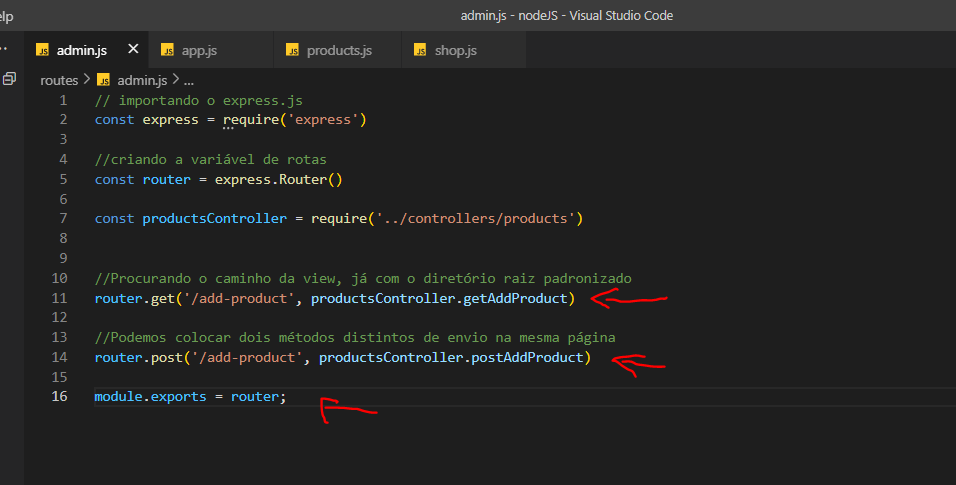 elp
admin.js - nodeJS - Visual Studio Code
JS admin.js × JS app.js JS products.js JS shop.js
routes > JS admin.js > ...
1 // importando o express.js
2 const express = require('express')
3
4 //criando a variável de rotas
5 const router = express.Router()
6
7 const productsController = require('../controllers/products')
8
9
10 //Procurando o caminho da view, já com o diretório raiz padronizado
11 router.get('/add-product', productsController.getAddProduct)
12
13 //Podemos colocar dois métodos distintos de envio na mesma página
14 router.post('/add-product', productsController.postAddProduct)
15
16 module.exports = router;